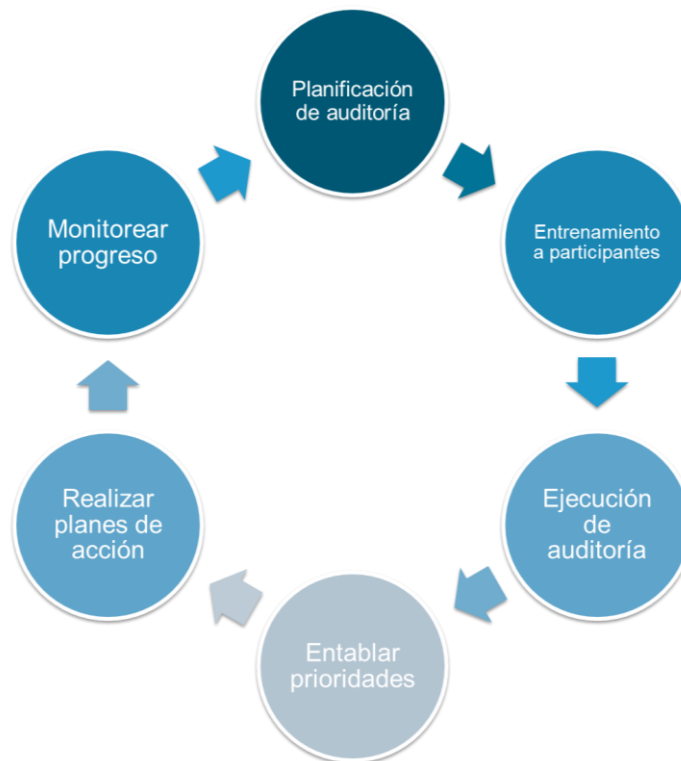 Planificación
de auditoría
Entrenamiento
a participantes
Ejecución
de
auditoría
Entablar
prioridades
Realizar
planes de
acción
Monitorear
progreso